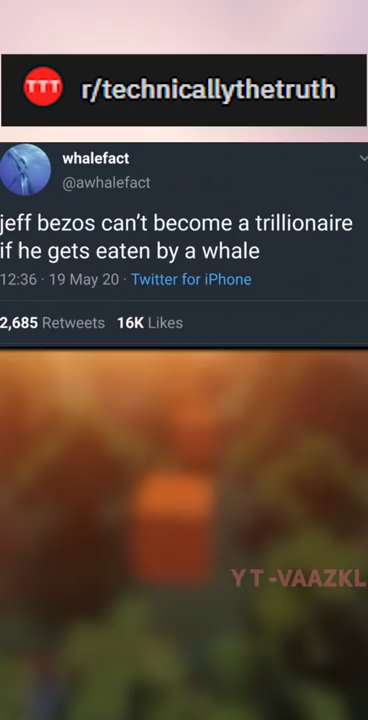 TTT r/technicallythetruth
whalefact
@awhalefact
jeff bezos can't become a trillionaire
if he gets eaten by a whale
12:36 · 19 May 20 · Twitter for iPhone
2,685 Retweets 16K Likes
YT-VAAZKL